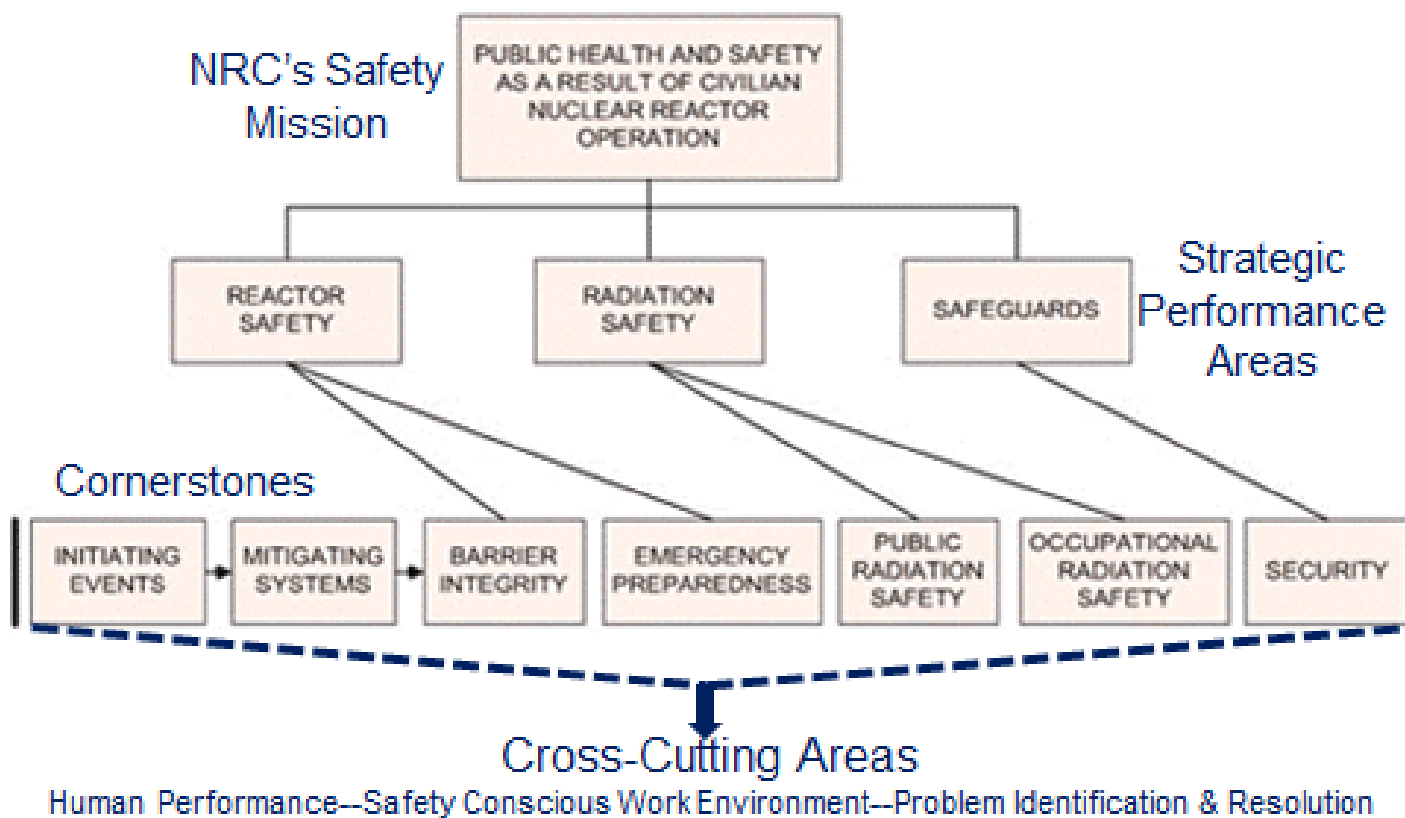 NRC's Safety
Mission
PUBLIC HEALTH AND SAFETY
AS A RESULT OF CIVILIAN
NUCLEAR REACTOR
OPERATION
REACTOR
SAFETY
RADIATION
SAFETY
SAFEGUARDS
Strategic
Performance
Areas
Cornerstones
INITIATING
EVENTS
MITIGATING
SYSTEMS
BARRIER
INTEGRITY
EMERGENCY
PREPAREDNESS
PUBLIC
RADIATION
SAFETY
OCCUPATIONAL
RADIATION
SAFETY
SECURITY
Cross-Cutting Areas
Human Performance--Safety Conscious Work Environment--Problem Identification & Resolution